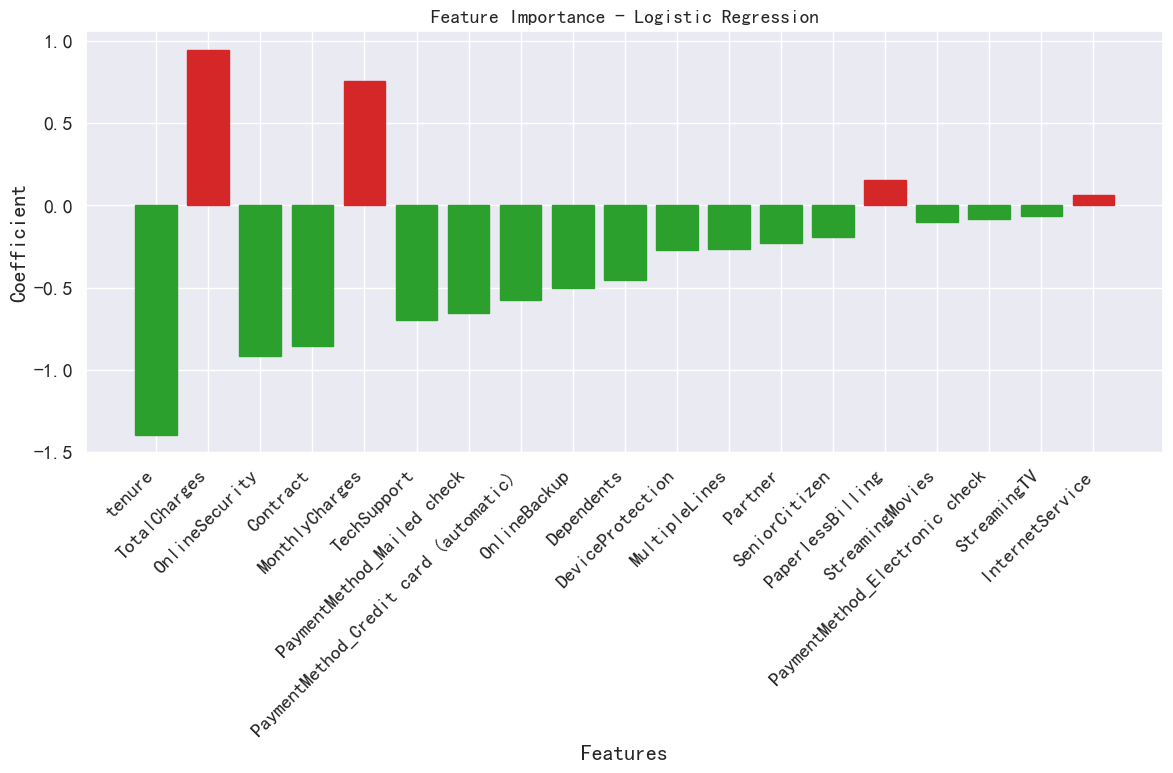 Feature Importance - Logistic Regression
Coefficient
1.0
0.5
0.0
-0.5
-1.0
-1.5
tenure
TotalCharges
OnlineSecurity
Contract
MonthlyCharges
TechSupport
PaymentMethod_Mailed check
PaymentMethod_Credit card (automatic)
OnlineBackup
Dependents
DeviceProtection
MultipleLines
Partner
SeniorCitizen
PaperlessBilling
StreamingMovies
PaymentMethod_Electronic check
StreamingTV
InternetService
Features